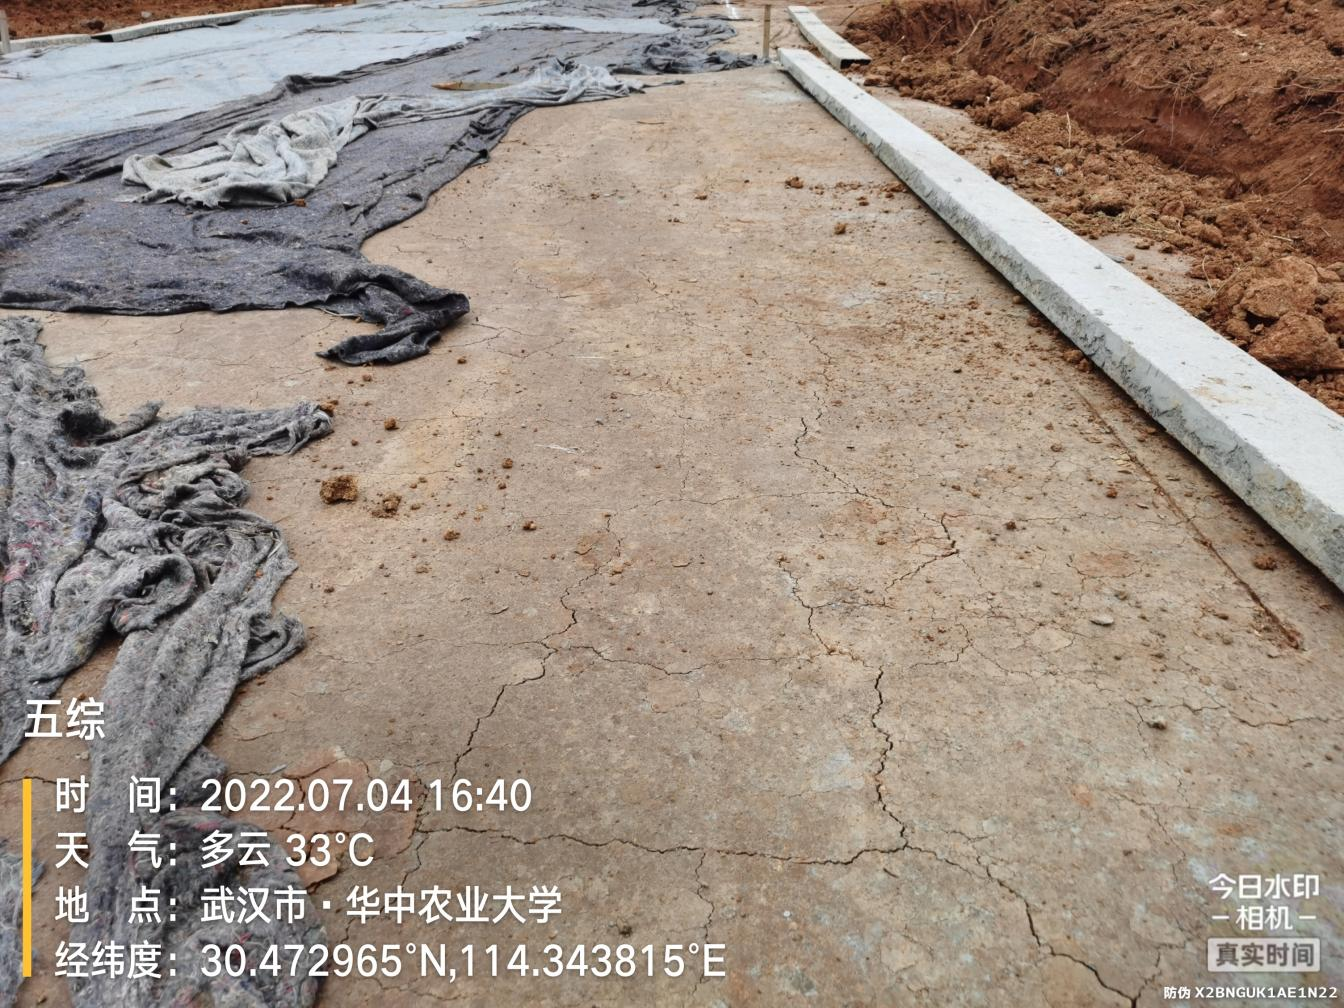 五综
时 间：2022.07.04 16:40
天 气：多云 33°C
地 点：武汉市·华中农业大学
经纬度：30.472965°N,114.343815°E
今日水印
－相机－
真实时间
防伪 X2BNGUK1AE1N22